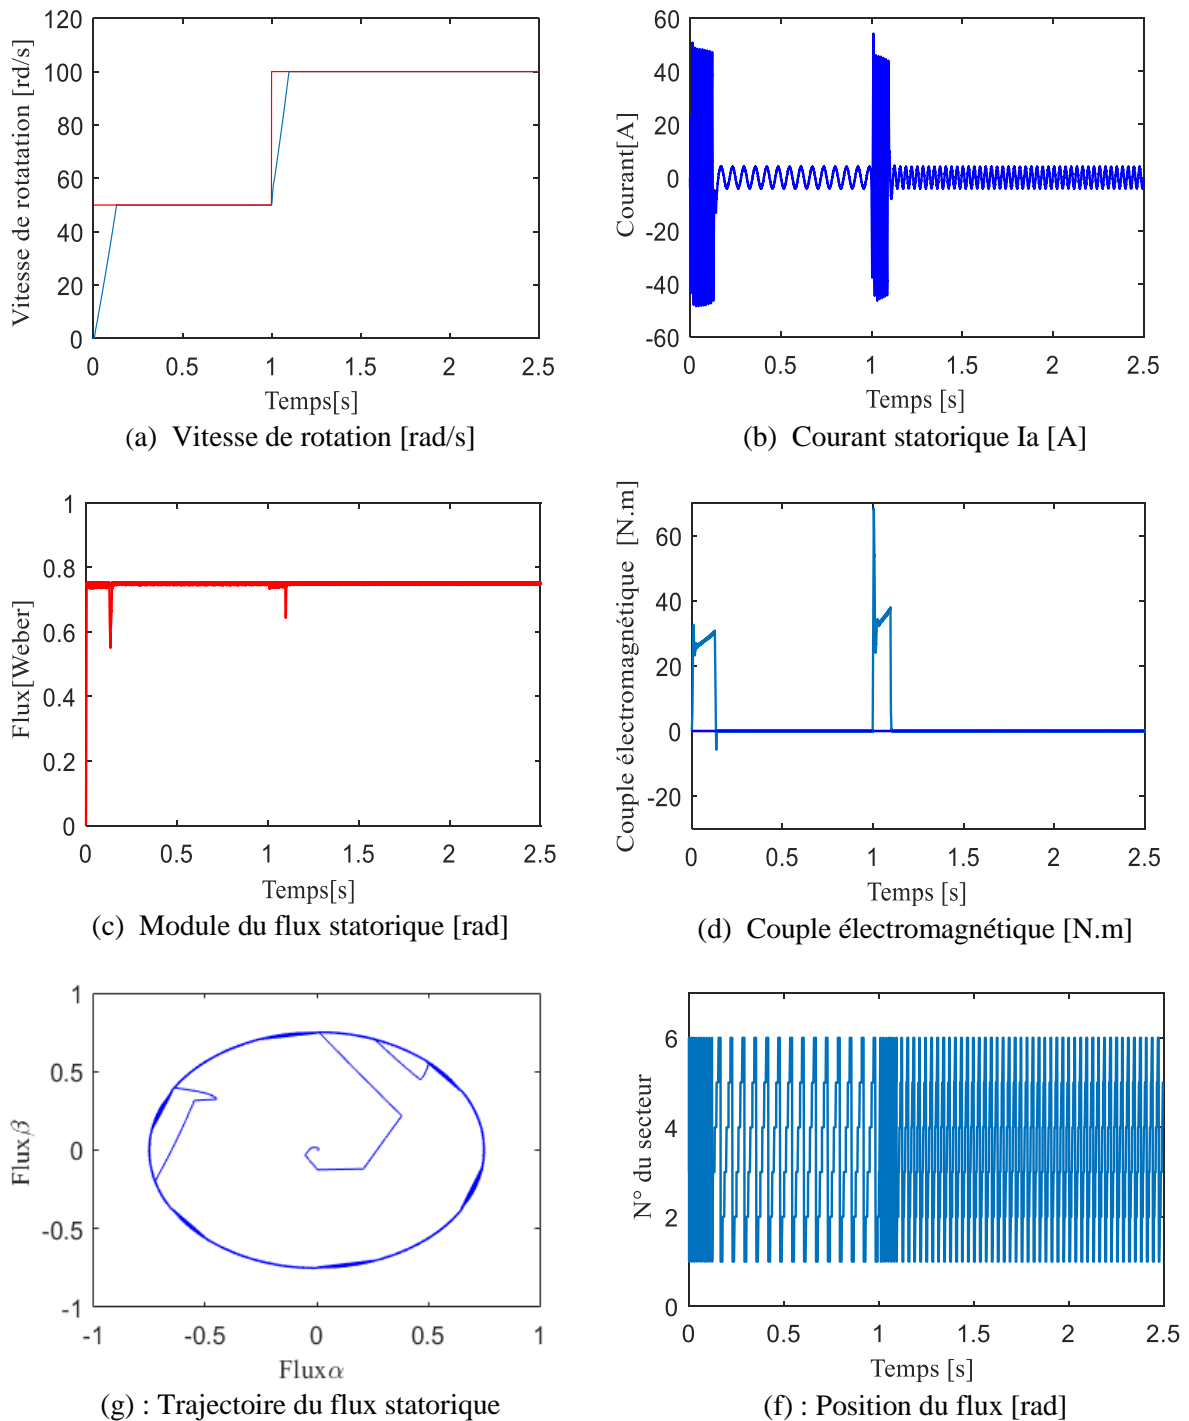 120
100
80
60
40
20
0
Vitesse de rotatation [rd/s]
0 0.5 1 1.5 2 2.5
Temps[s]
(a) Vitesse de rotation [rad/s]
60
40
20
0
-20
-40
-60
Courant[A]
0 0.5 1 1.5 2 2.5
Temps [s]
(b) Courant statorique Ia [A]
1
0.8
0.6
0.4
0.2
0
Flux[Weber]
0 0.5 1 1.5 2 2.5
Temps[s]
(c) Module du flux statorique [rad]
60
40
20
0
-20
Couple électromagnétique [N.m]
0 0.5 1 1.5 2 2.5
Temps [s]
(d) Couple électromagnétique [N.m]
1
0.5
0
-0.5
-1
Flux β
-1 -0.5 0 0.5 1
Flux α
(g) : Trajectoire du flux statorique
6
4
2
0
N° du secteur
0 0.5 1 1.5 2 2.5
Temps [s]
(f) : Position du flux [rad]